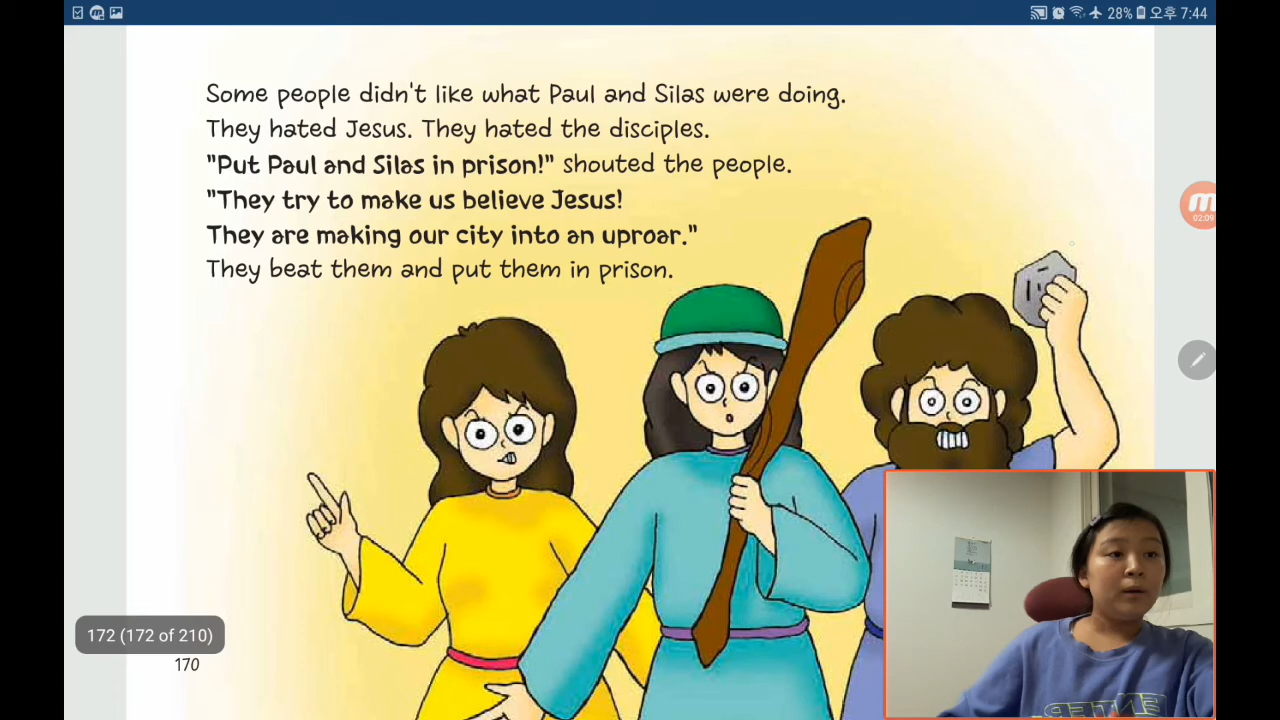 28% 오후 7:44
Some people didn't like what Paul and Silas were doing.
They hated Jesus. They hated the disciples.
"Put Paul and Silas in prison!" shouted the people.
"They try to make us believe Jesus!
They are making our city into an uproar."
They beat them and put them in prison.
02:09
172 (172 of 210)
170